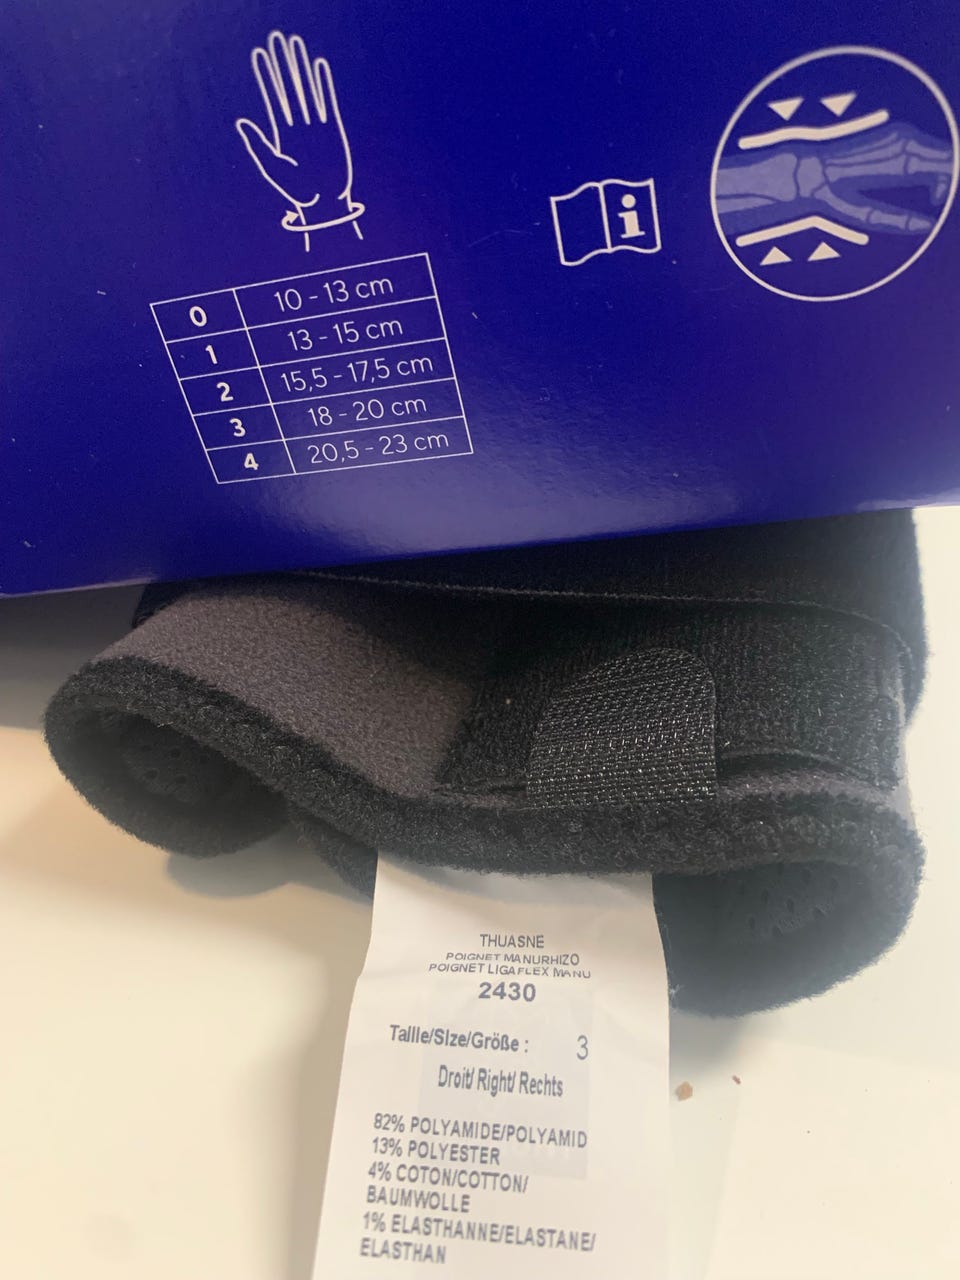 0 10 - 13 cm
1 13 - 15 cm
2 15,5 - 17,5 cm
3 18 - 20 cm
4 20,5 - 23 cm
i
THUASNE
POIGNET MANURHIZO
POIGNET LIGAFLEX MANU
2430
Taille/Size/Größe : 3
Droit/ Right/ Rechts
82% POLYAMIDE/POLYAMID
13% POLYESTER
4% COTON/COTTON/
BAUMWOLLE
1% ELASTHANNE/ELASTANE/
ELASTHAN